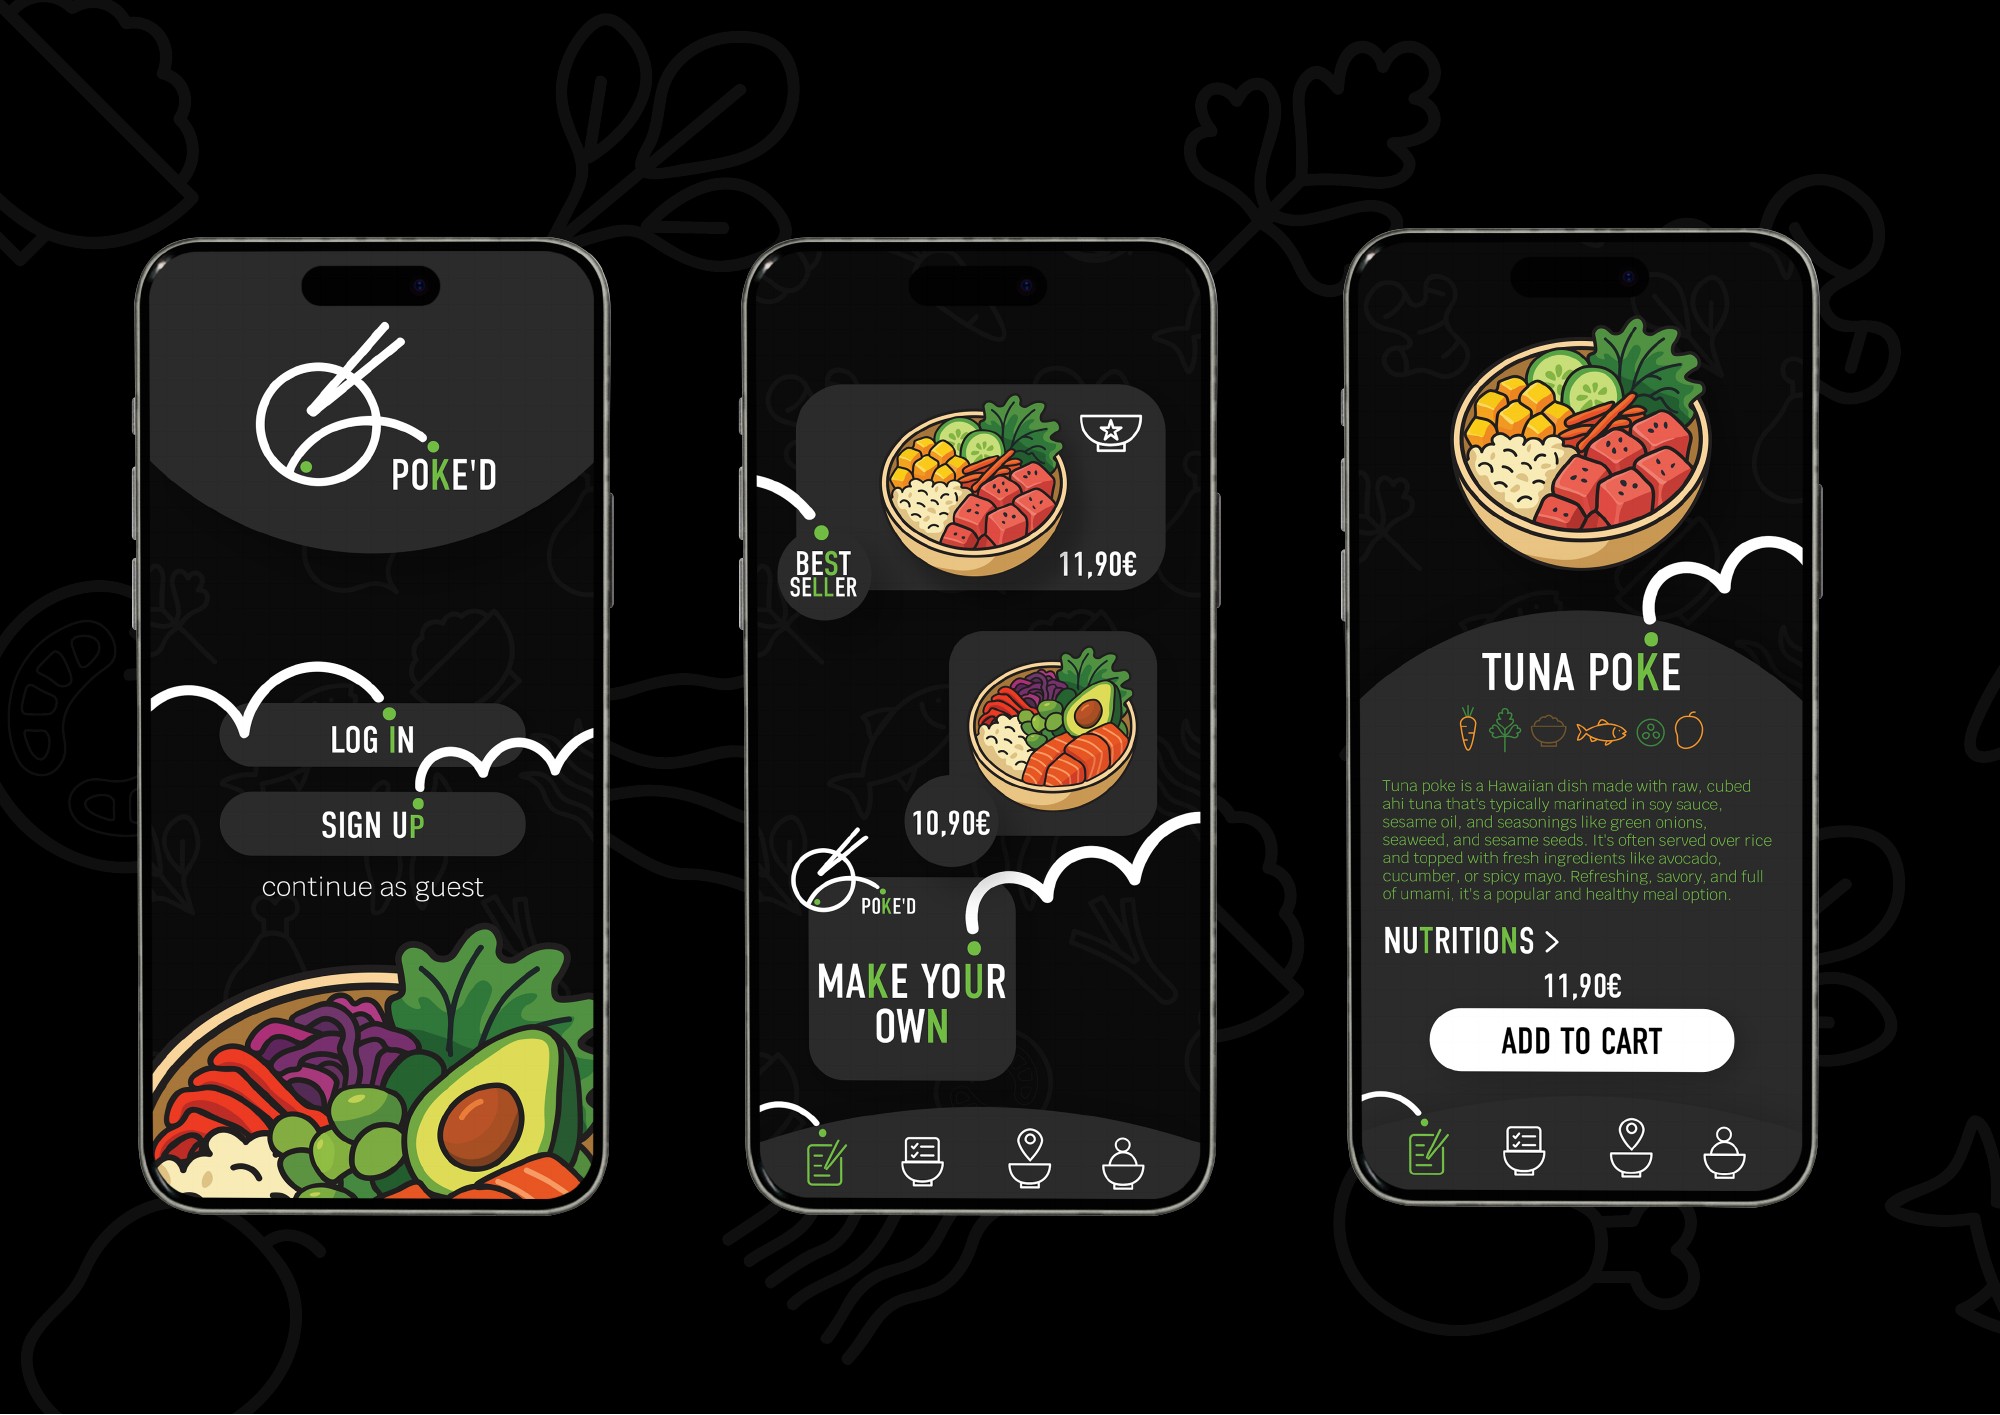 POKE'D
LOG iN
SIGN UP
continue as guest
BEST
SELLER
11,90€
10,90€
POKE'D
MAKE YOUR
OWN
TUNA POKE
Tuna poke is a Hawaiian dish made with raw, cubed
ahi tuna that's typically marinated in soy sauce,
sesame oil, and seasonings like green onions,
seaweed, and sesame seeds. It's often served over rice
and topped with fresh ingredients like avocado,
cucumber, or spicy mayo. Refreshing, savory, and full
of umami, it's a popular and healthy meal option.
NUTRITIONS >
11,90€
ADD TO CART